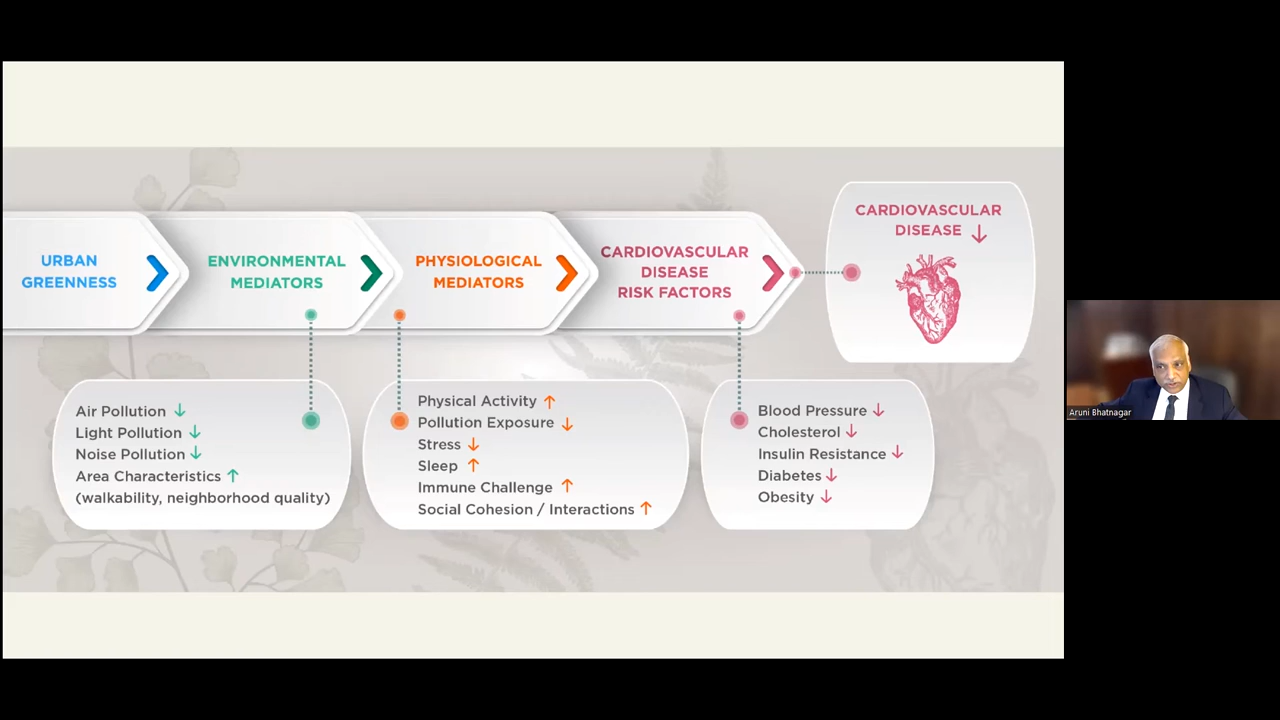 URBAN
GREENNESS
ENVIRONMENTAL
MEDIATORS
PHYSIOLOGICAL
MEDIATORS
CARDIOVASCULAR
DISEASE
RISK FACTORS
CARDIOVASCULAR
DISEASE ↓
Air Pollution ↓
Light Pollution ↓
Noise Pollution ↓
Area Characteristics ↑
(walkability, neighborhood quality)
Physical Activity ↑
Pollution Exposure ↓
Stress ↓
Sleep ↑
Immune Challenge ↑
Social Cohesion / Interactions ↑
Blood Pressure ↓
Cholesterol ↓
Insulin Resistance ↓
Diabetes ↓
Obesity ↓
Aruni Bhatnagar